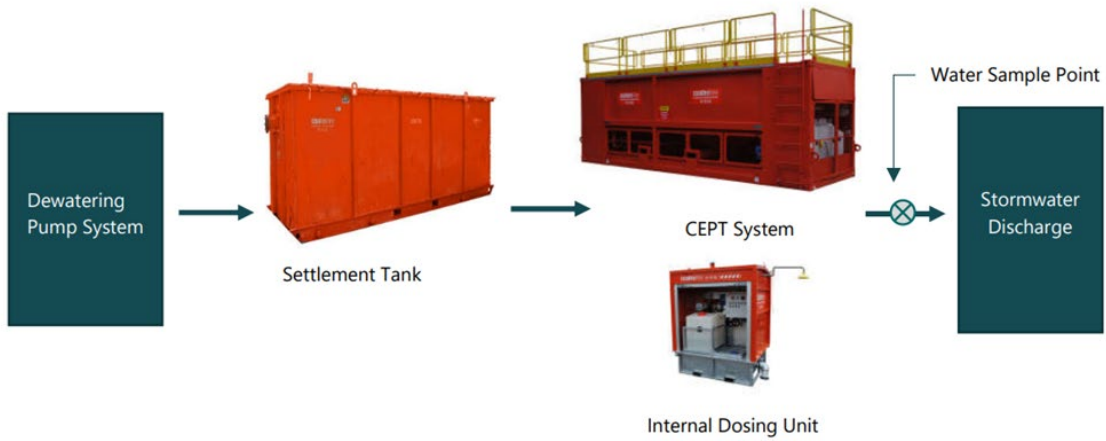 Dewatering
Pump System
Settlement Tank
CEPT System
Internal Dosing Unit
Water Sample Point
Stormwater
Discharge